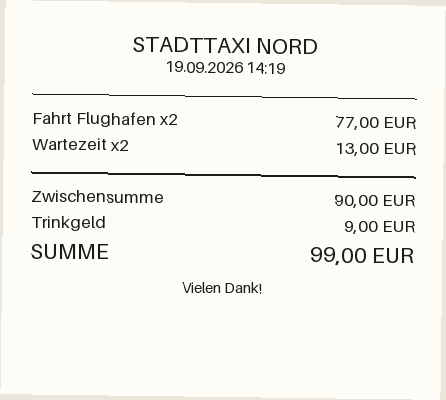 STADTTAXI NORD
19.09.2026 14:19
Fahrt Flughafen x2 77,00 EUR
Wartezeit x2 13,00 EUR
Zwischensumme 90,00 EUR
Trinkgeld 9,00 EUR
SUMME 99,00 EUR
Vielen Dank!